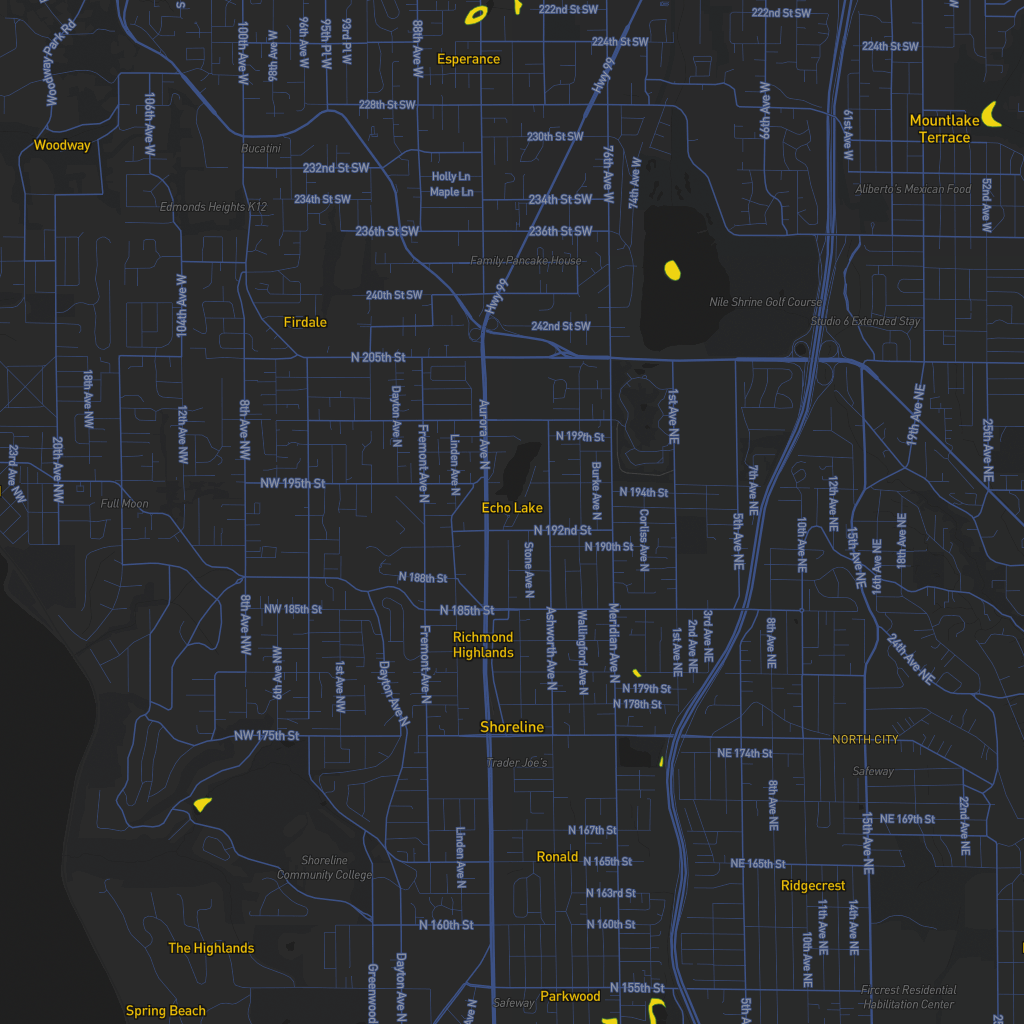 222nd St SW
222nd St SW
Woodway Park Rd
100th Ave W
98th Ave W
96th Ave W
95th Pl W
93rd Pl W
88th Ave W
224th St SW
224th St SW
Esperance
Hwy 99
106th Ave W
228th St SW
66th Ave W
61st Ave W
Mountlake
Terrace
Woodway
Bucatini
230th St SW
76th Ave W
74th Ave W
232nd St SW
Holly Ln
Maple Ln
Aliberto's Mexican Food
52nd Ave W
Edmonds Heights K12
234th St SW
234th St SW
236th St SW
236th St SW
Family Pancake House
104th Ave W
240th St SW
Hwy 99
Nile Shrine Golf Course
Firdale
242nd St SW
Studio 6 Extended Stay
N 205th St
18th Ave NW
12th Ave NW
8th Ave NW
Dayton Ave N
Fremont Ave N
Linden Ave N
Aurora Ave N
1st Ave NE
19th Ave NE
25th Ave NE
N 199th St
23rd Ave NW
20th Ave NW
NW 195th St
Burke Ave N
N 194th St
7th Ave NE
12th Ave NE
Full Moon
Echo Lake
Corliss Ave N
5th Ave NE
10th Ave NE
15th Ave NE
18th Ave NE
N 192nd St
N 190th St
Stone Ave N
16th Ave NE
N 188th St
8th Ave NW
NW 185th St
N 185th St
Ashworth Ave N
Wallingford Ave N
Meridian Ave N
1st Ave NE
2nd Ave NE
3rd Ave NE
8th Ave NE
24th Ave NE
Richmond
Highlands
Fremont Ave N
6th Ave NW
1st Ave NW
Dayton Ave N
N 179th St
N 178th St
NW 175th St
Shoreline
NORTH CITY
NE 174th St
Trader Joe's
Safeway
8th Ave NE
15th Ave NE
NE 169th St
22nd Ave NE
N 167th St
Linden Ave N
Ronald
N 165th St
NE 165th St
Shoreline
Community College
Ridgecrest
N 163rd St
11th Ave NE
14th Ave NE
N 160th St
N 160th St
10th Ave NE
The Highlands
Greenwood
Dayton Ave N
N 155th St
Parkwood
Safeway
Fircrest Residential
Habilitation Center
Spring Beach
5th A